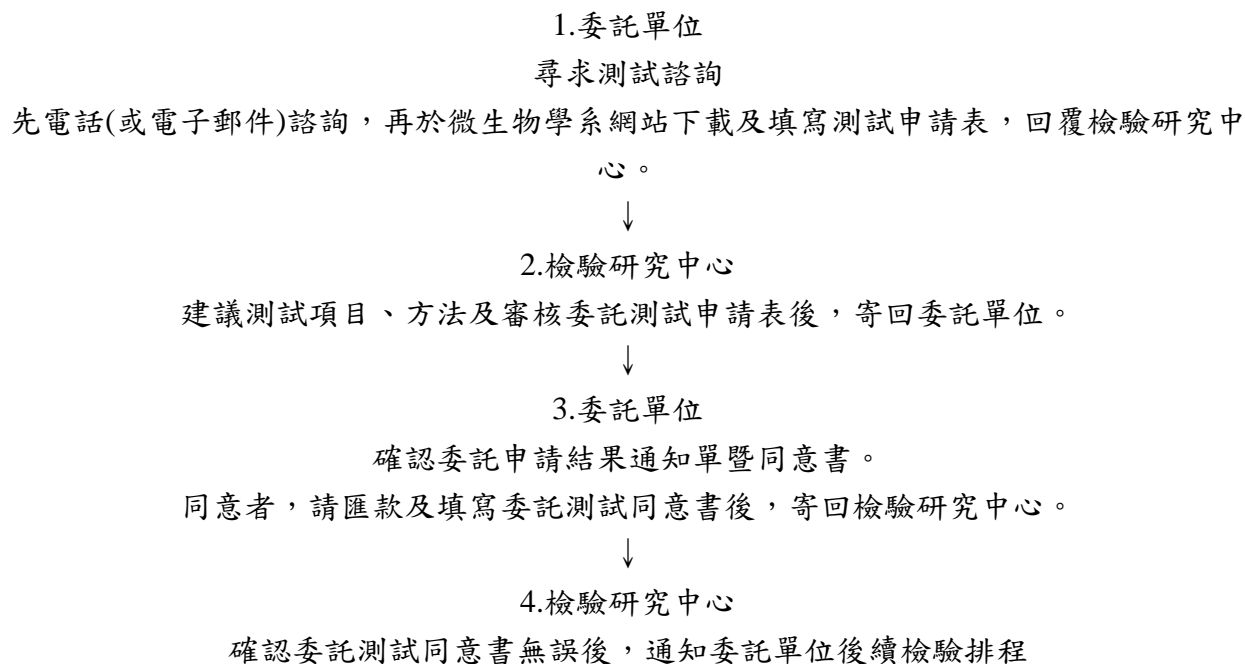 1.委託單位
尋求測試諮詢
先電話(或電子郵件)諮詢，再於微生物學系網站下載及填寫測試申請表，回覆檢驗研究中
心。
↓
2.檢驗研究中心
建議測試項目、方法及審核委託測試申請表後，寄回委託單位。
↓
3.委託單位
確認委託申請結果通知單暨同意書。
同意者，請匯款及填寫委託測試同意書後，寄回檢驗研究中心。
↓
4.檢驗研究中心
確認委託測試同意書無誤後，通知委託單位後續檢驗排程